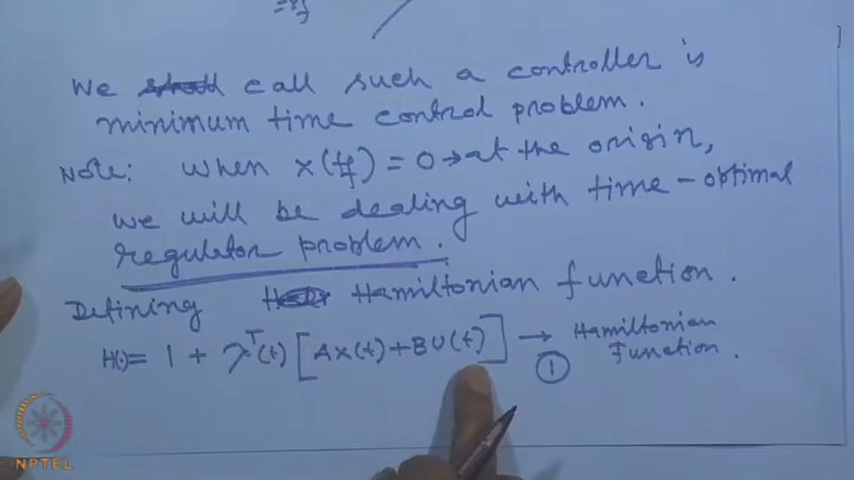 We call such a controller is
minimum time control problem.
Note: when x(tf) = 0 → at the origin,
we will be dealing with time-optimal
regulator problem.
Defining Hamiltonian function.
H(·)= 1 + λᵀ(t) [Ax(t)+BU(t)] → Hamiltonian
① Function.
NPTEL